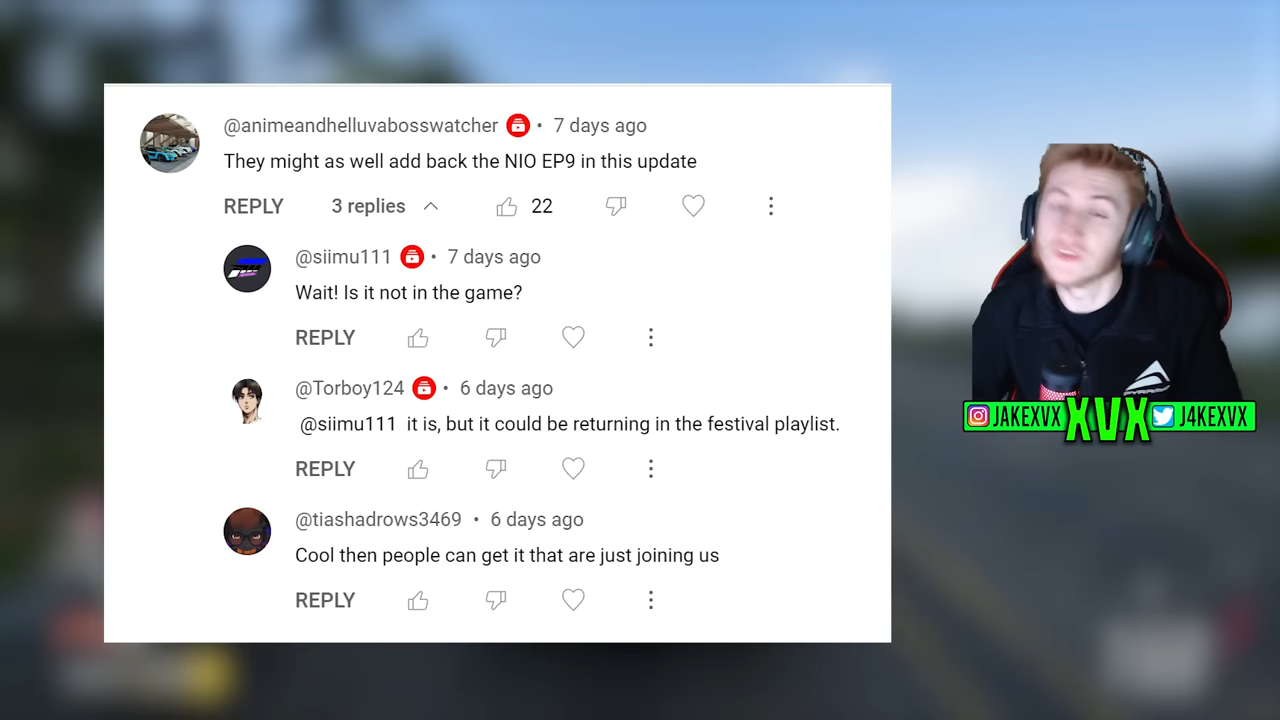 @animeandhelluvabosswatcher • 7 days ago
They might as well add back the NIO EP9 in this update
REPLY 3 replies 22
@siimu111 • 7 days ago
Wait! Is it not in the game?
REPLY
@Torboy124 • 6 days ago
@siimu111 it is, but it could be returning in the festival playlist.
REPLY
@tiashadrows3469 • 6 days ago
Cool then people can get it that are just joining us
REPLY
JAKEXVX XVX J4KEXVX